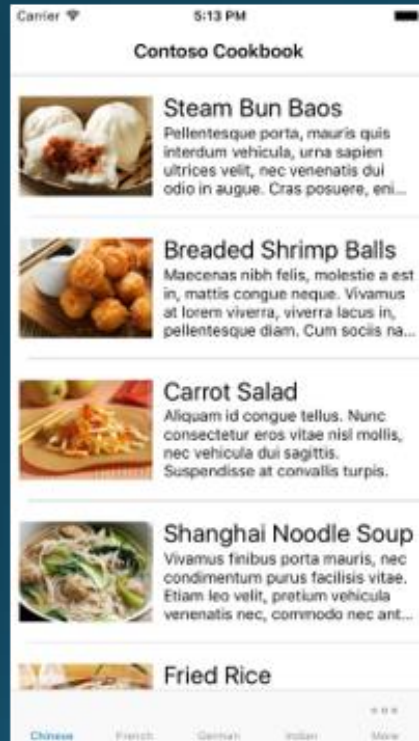 Carrier 5:13 PM
Contoso Cookbook
Steam Bun Baos
Pellentesque porta, mauris quis
interdum vehicula, urna sapien
ultrices velit, nec venenatis dui
odio in augue. Cras posuere, eni...
Breaded Shrimp Balls
Maecenas nibh felis, molestie a est
in, mattis congue neque. Vivamus
at lorem viverra, viverra lacus in,
pellentesque diam. Cum sociis na...
Carrot Salad
Aliquam id congue tellus. Nunc
consectetur eros vitae nisl mollis,
nec vehicula dui sagittis.
Suspendisse at convallis turpis.
Shanghai Noodle Soup
Vivamus finibus porta mauris, nec
condimentum purus facilisis vitae.
Etiam leo velit, pretium vehicula
venenatis nec, commodo nec ant...
Fried Rice
Chinese French German Indian More